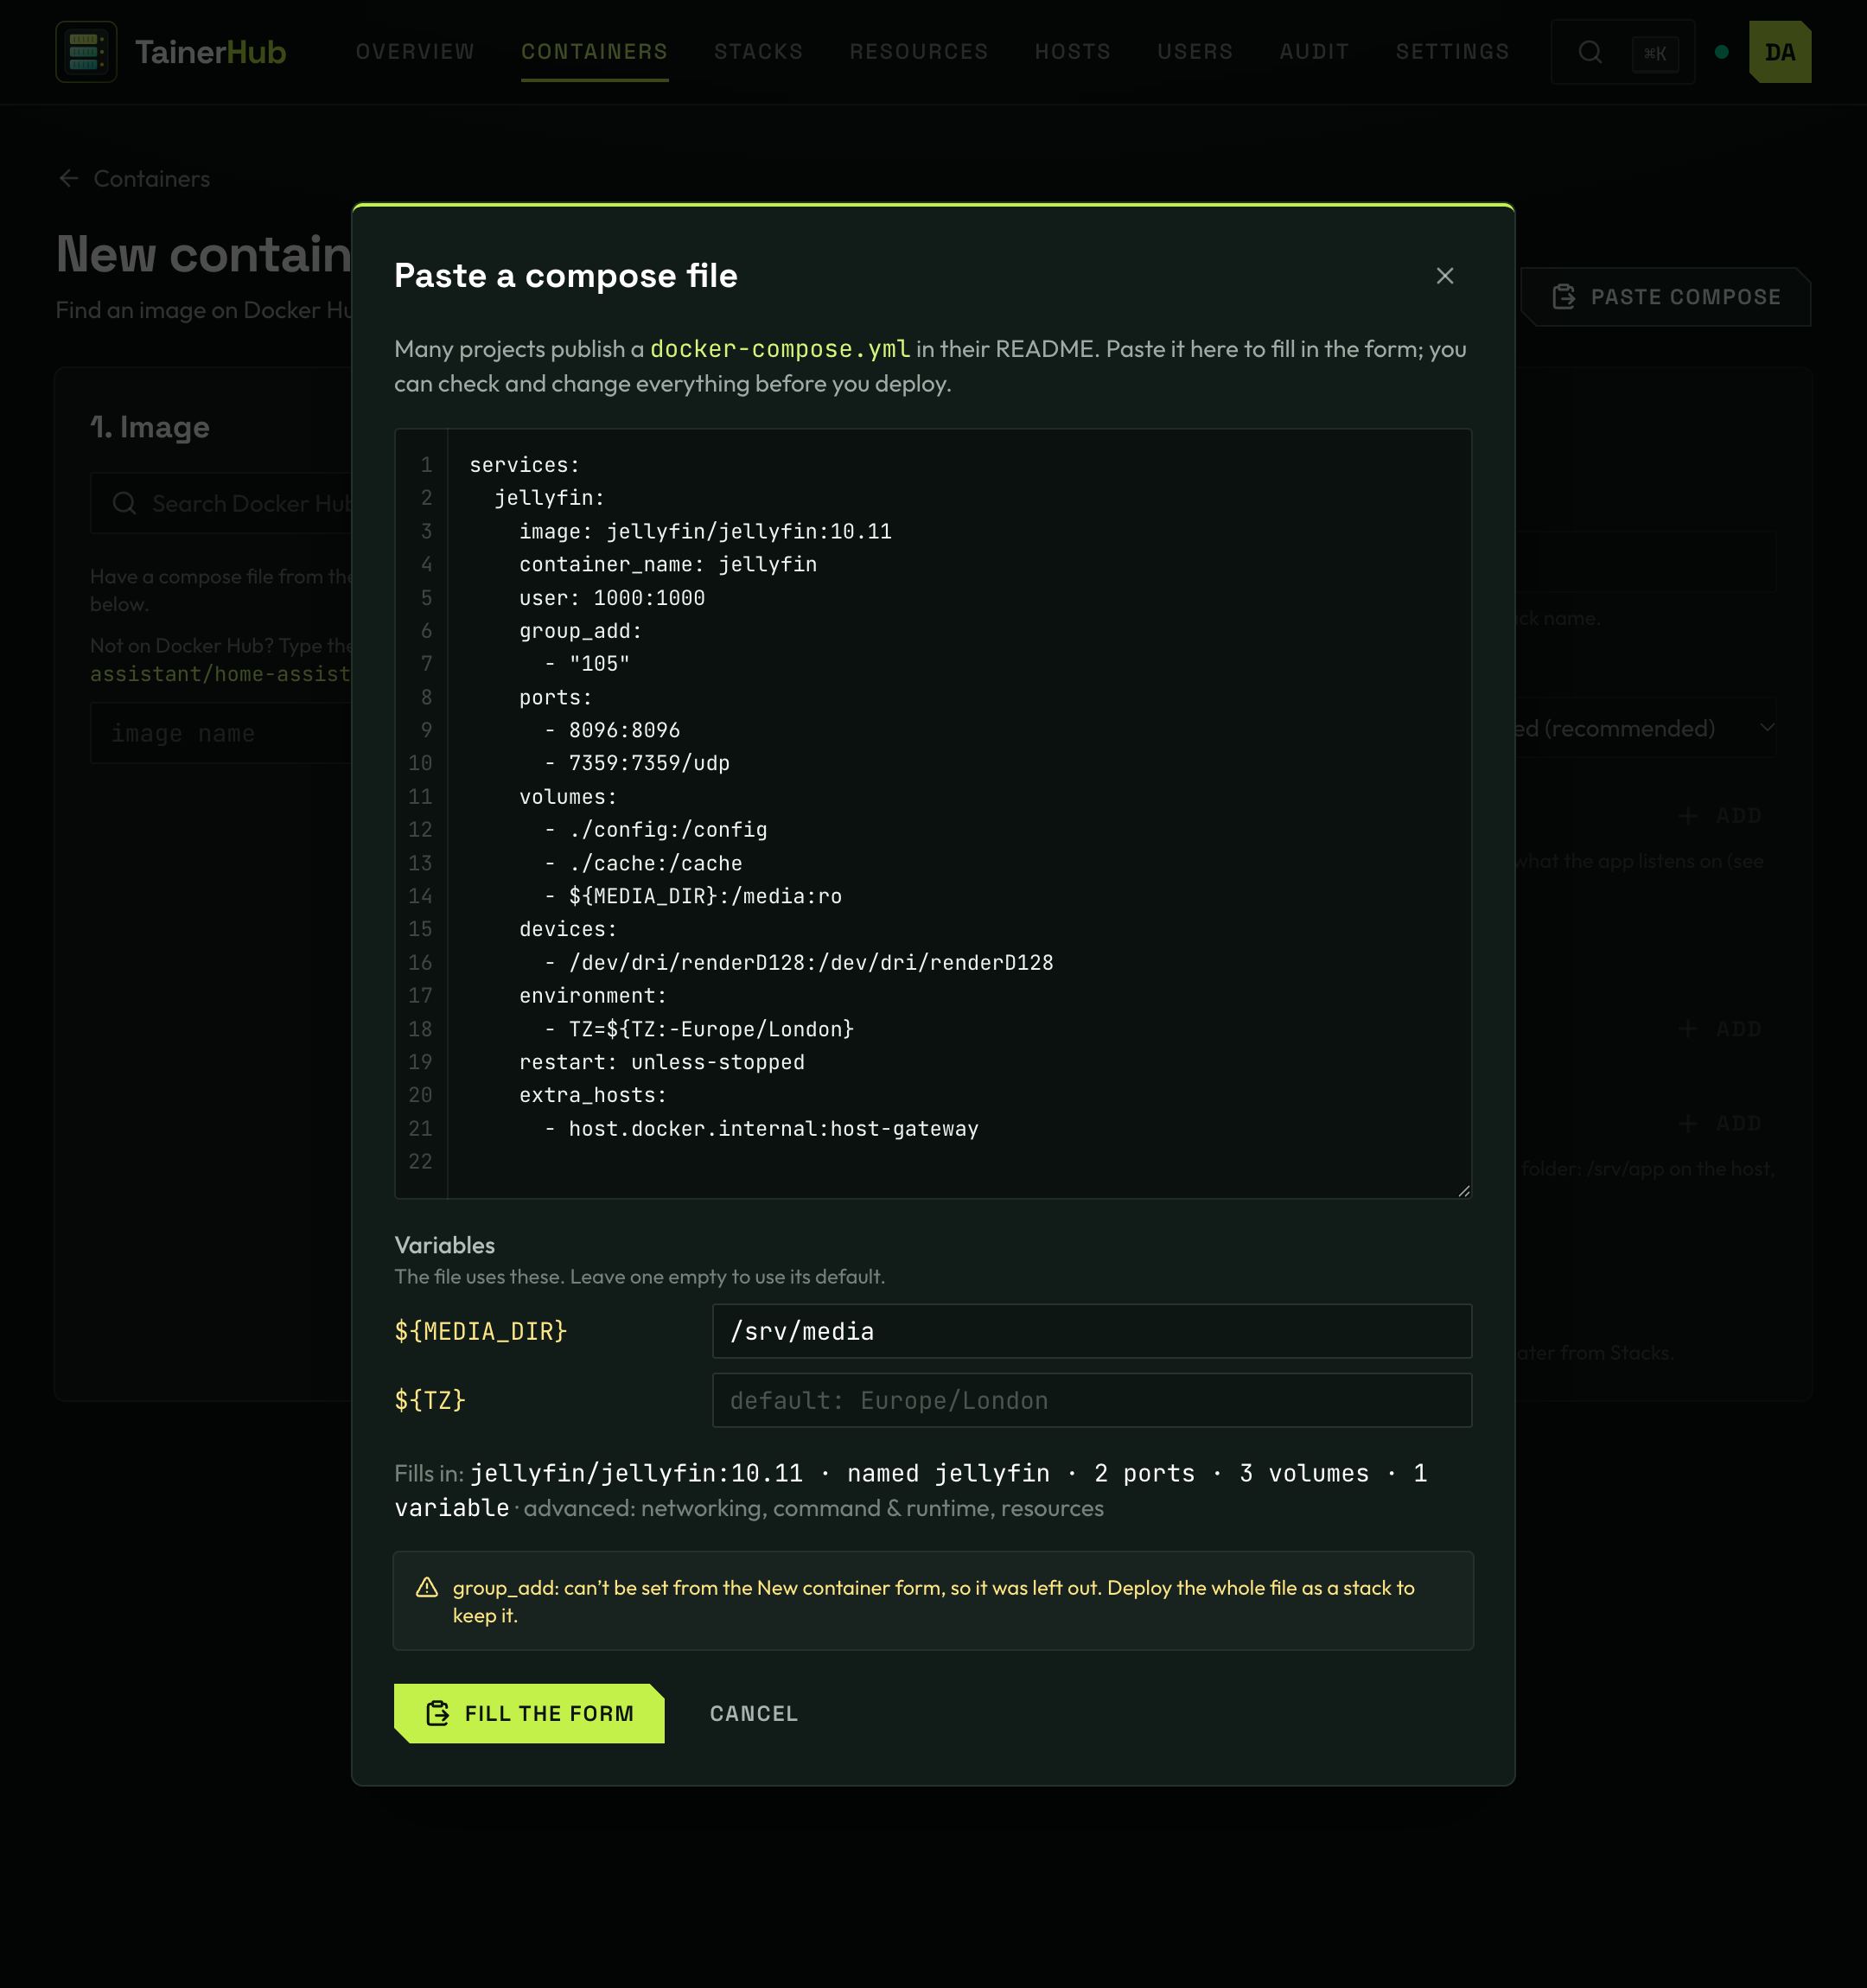 TainerHub
OVERVIEW
CONTAINERS
STACKS
RESOURCES
HOSTS
USERS
AUDIT
SETTINGS
⌘K
DA
Containers
New contain
Find an image on Docker Hu
PASTE COMPOSE
1. Image
Search Docker Hub
Have a compose file from the
below.
Not on Docker Hub? Type the
assistant/home-assist
image name
ck name.
ed (recommended)
ADD
what the app listens on (see
ADD
ADD
folder: /srv/app on the host,
ater from Stacks.
Paste a compose file
Many projects publish a docker-compose.yml in their README. Paste it here to fill in the form; you
can check and change everything before you deploy.
1 services:
2   jellyfin:
3     image: jellyfin/jellyfin:10.11
4     container_name: jellyfin
5     user: 1000:1000
6     group_add:
7       - "105"
8     ports:
9       - 8096:8096
10       - 7359:7359/udp
11     volumes:
12       - ./config:/config
13       - ./cache:/cache
14       - ${MEDIA_DIR}:/media:ro
15     devices:
16       - /dev/dri/renderD128:/dev/dri/renderD128
17     environment:
18       - TZ=${TZ:-Europe/London}
19     restart: unless-stopped
20     extra_hosts:
21       - host.docker.internal:host-gateway
22
Variables
The file uses these. Leave one empty to use its default.
${MEDIA_DIR} /srv/media
${TZ} default: Europe/London
Fills in: jellyfin/jellyfin:10.11 · named jellyfin · 2 ports · 3 volumes · 1
variable · advanced: networking, command & runtime, resources
group_add: can't be set from the New container form, so it was left out. Deploy the whole file as a stack to
keep it.
FILL THE FORM
CANCEL